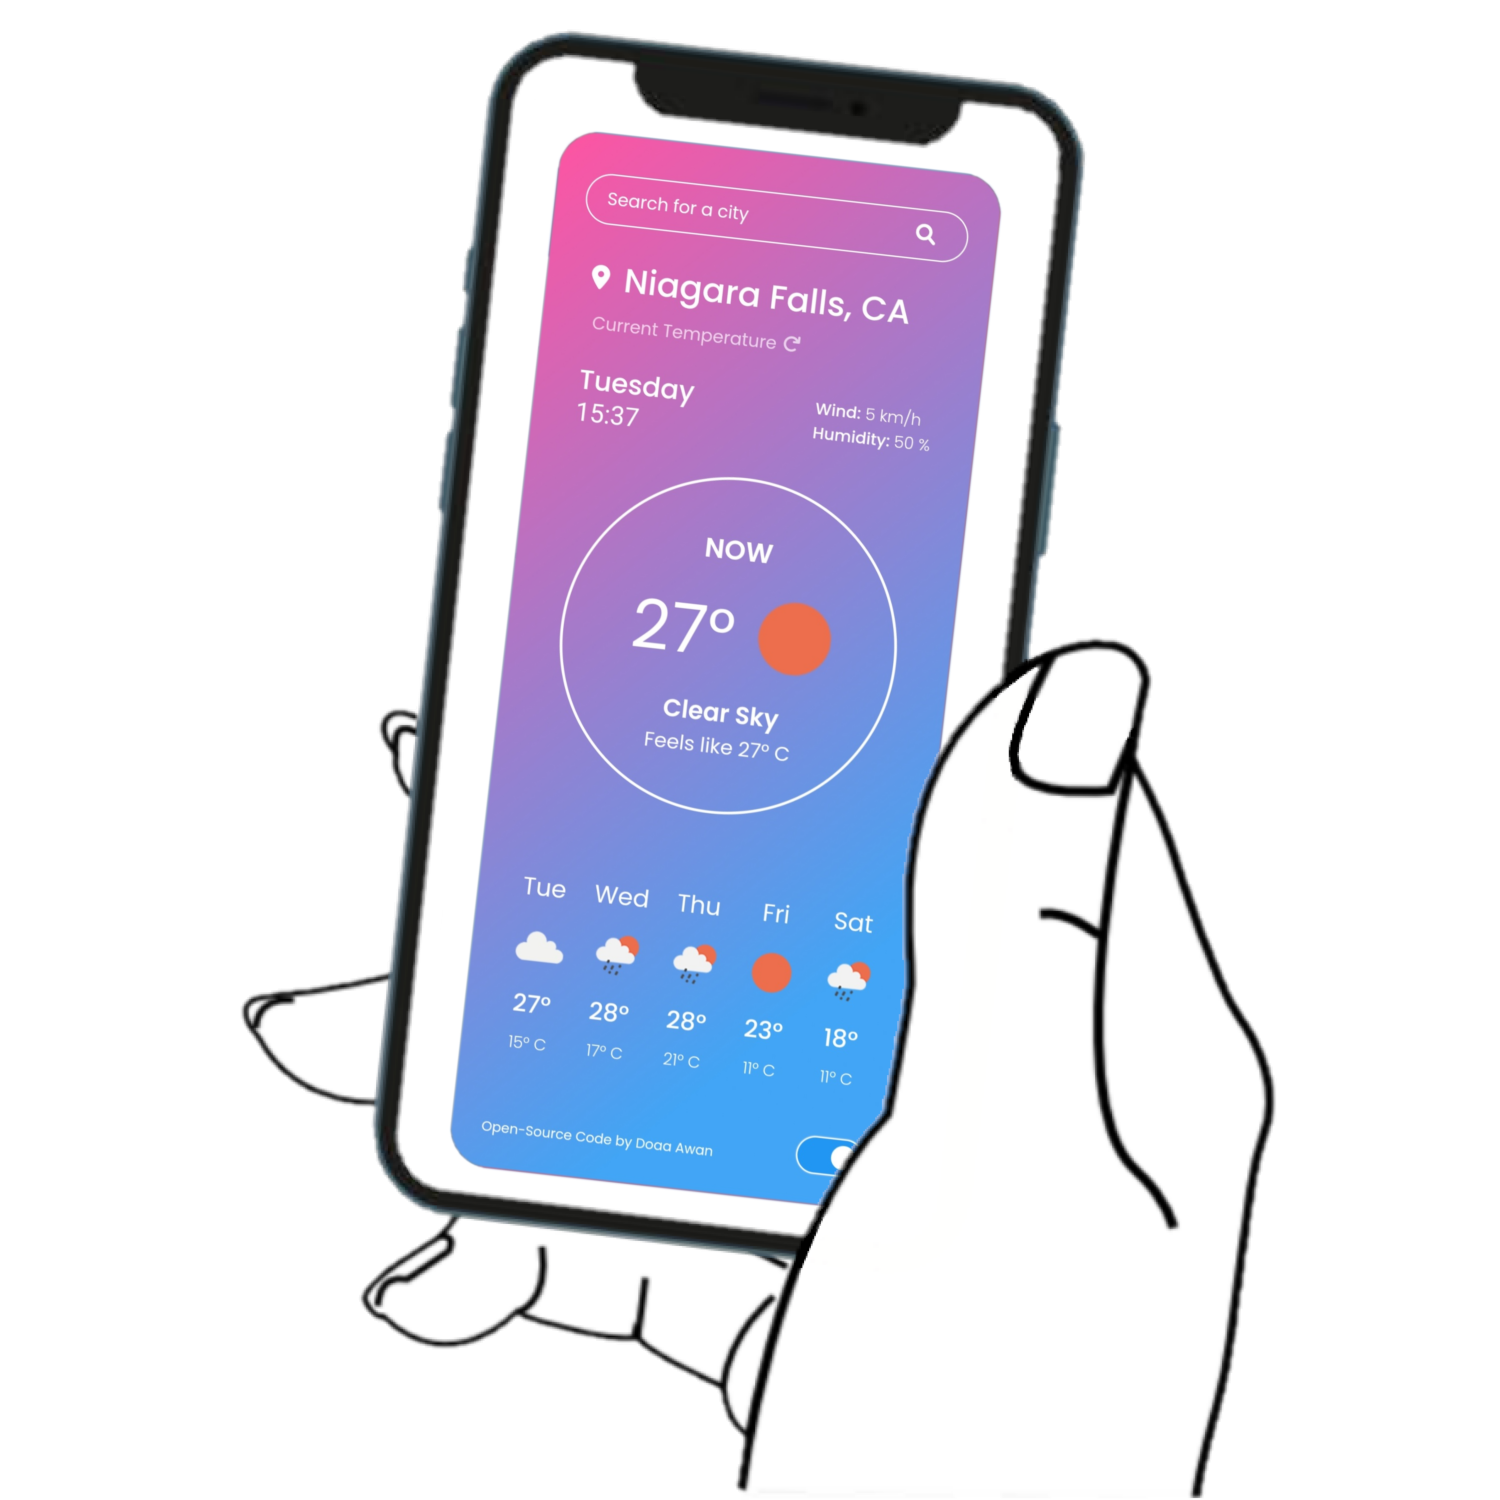 Search for a city
Niagara Falls, CA
Current Temperature
Tuesday
15:37
Wind: 5 km/h
Humidity: 50 %
NOW
27°
Clear Sky
Feels like 27° C
Tue Wed Thu Fri Sat
27° 28° 28° 23° 18°
15° C 17° C 21° C 11° C 11° C
Open-Source Code by Doaa Awan